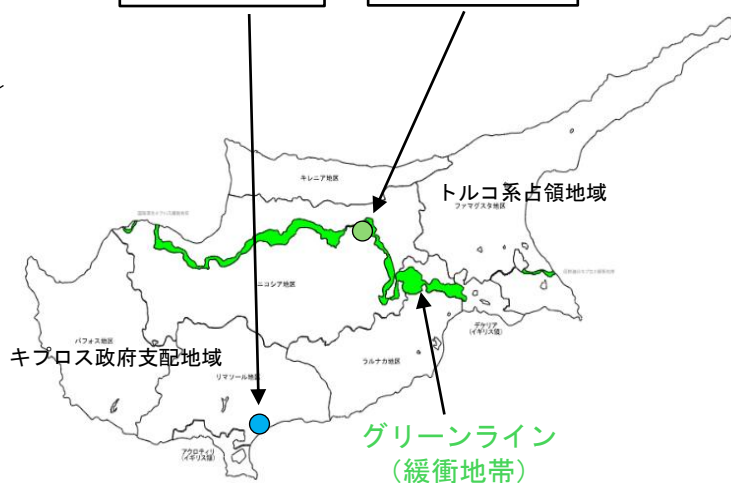 キレニア地区
トルコ系占領地域
ファマグスタ地区
ニコシア地区
デケリア
(イギリス領)
パフォス地区
キプロス政府支配地域
リマソール地区
ラルナカ地区
アクロティリ
(イギリス領)
グリーンライン
(緩衝地帯)